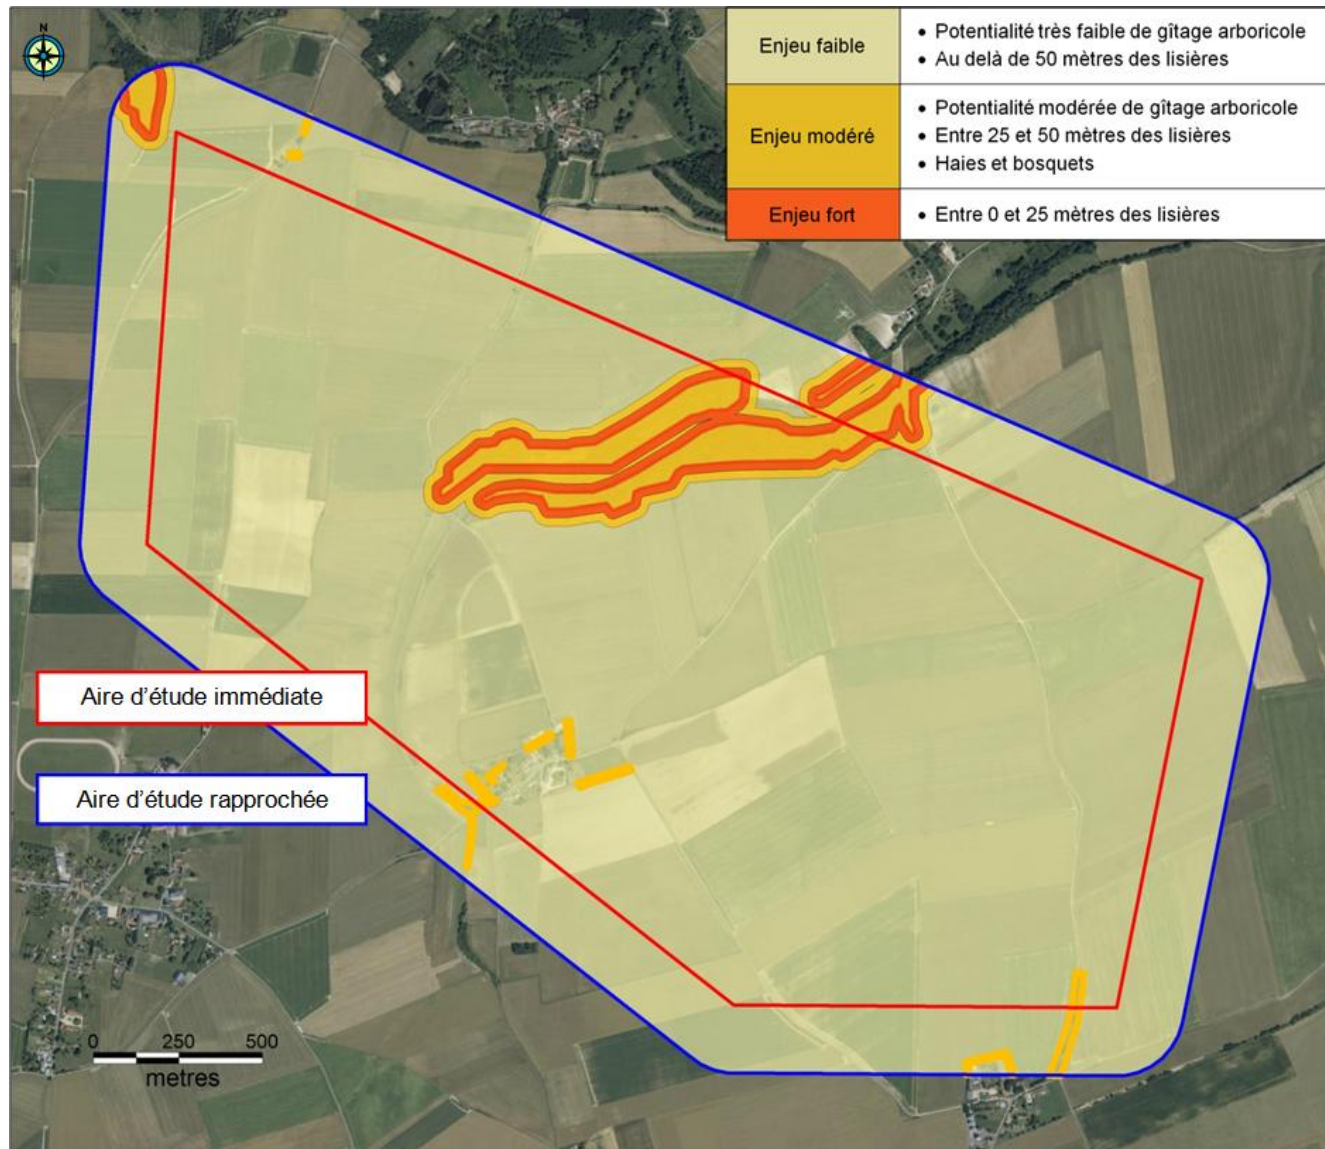 N
Enjeu faible
• Potentialité très faible de gîtage arboricole
• Au delà de 50 mètres des lisières
Enjeu modéré
• Potentialité modérée de gîtage arboricole
• Entre 25 et 50 mètres des lisières
• Haies et bosquets
Enjeu fort
• Entre 0 et 25 mètres des lisières
Aire d’étude immédiate
Aire d’étude rapprochée
0 250 500
metres